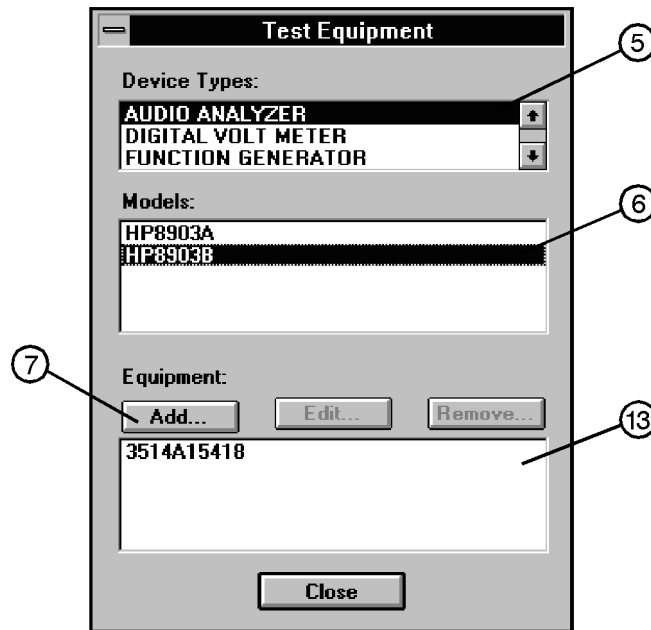 Test Equipment
5
Device Types:
AUDIO ANALYZER
DIGITAL VOLT METER
FUNCTION GENERATOR
Models:
6
HP8903A
HP8903B
7
Equipment:
Add... Edit... Remove...
13
3514A15418
Close